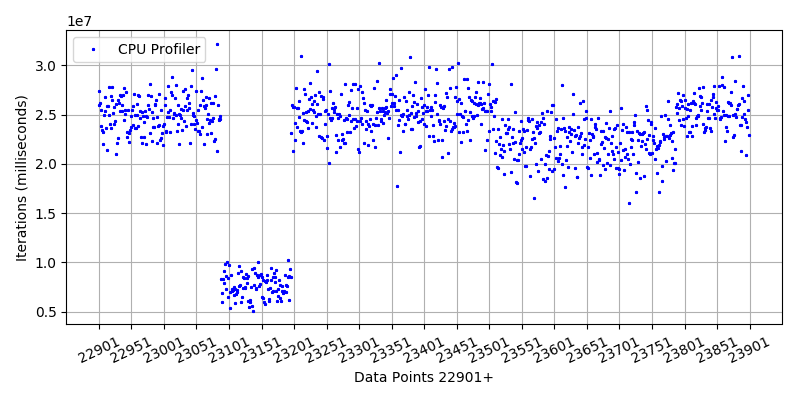 1e7
CPU Profiler
3.0
2.5
2.0
1.5
1.0
0.5
Iterations (milliseconds)
22901 22951 23001 23051 23101 23151 23201 23251 23301 23351 23401 23451 23501 23551 23601 23651 23701 23751 23801 23851 23901
Data Points 22901+